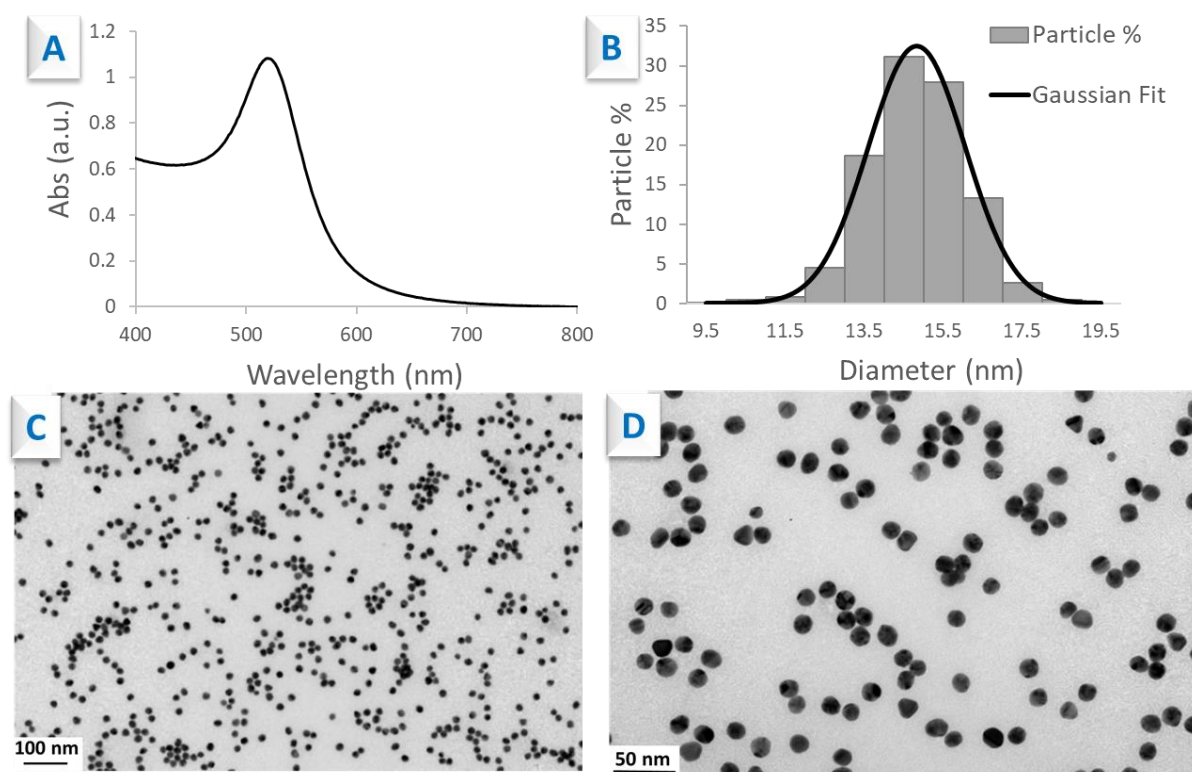 A
1.2
1
0.8
0.6
0.4
0.2
0
Abs (a.u.)
400 500 600 700 800
Wavelength (nm)
B
35
30
25
20
15
10
5
0
Particle %
Particle %
Gaussian Fit
9.5 11.5 13.5 15.5 17.5 19.5
Diameter (nm)
C
100 nm
D
50 nm